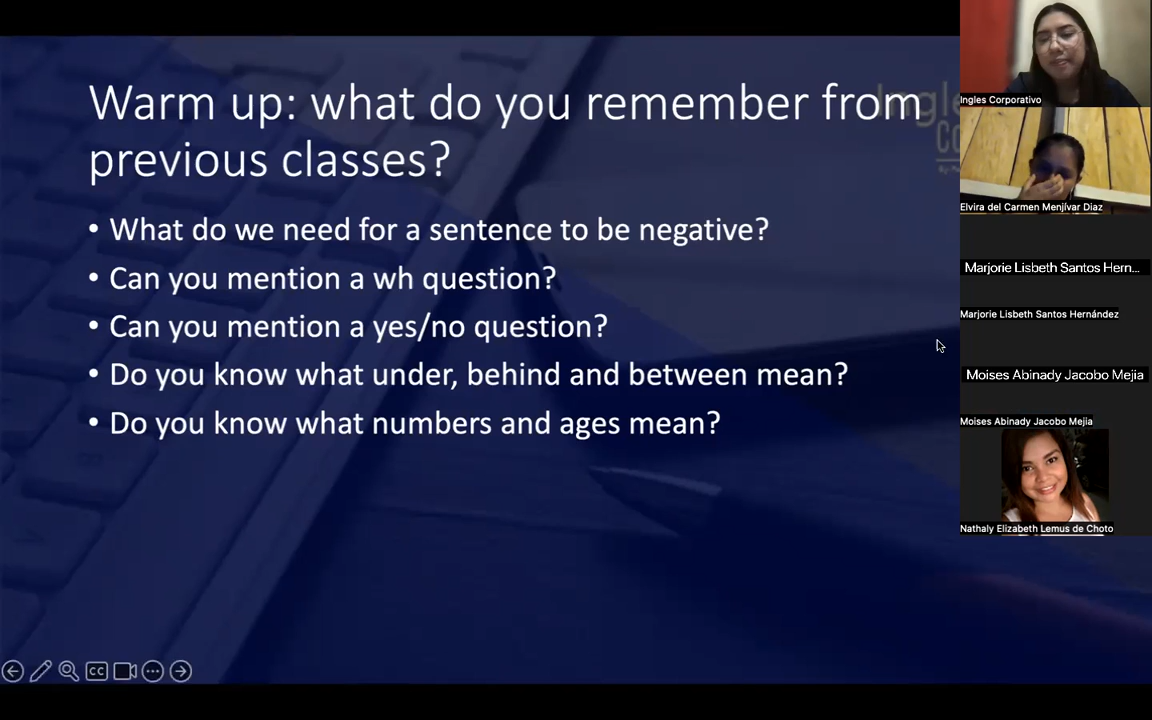 Warm up: what do you remember from
previous classes?
• What do we need for a sentence to be negative?
• Can you mention a wh question?
• Can you mention a yes/no question?
• Do you know what under, behind and between mean?
• Do you know what numbers and ages mean?
CC
Ingles Corporativo
Elvira del Carmen Menjívar Diaz
Marjorie Lisbeth Santos Hern...
Marjorie Lisbeth Santos Hernández
Moises Abinady Jacobo Mejia
Moises Abinady Jacobo Mejia
Nathaly Elizabeth Lemus de Choto